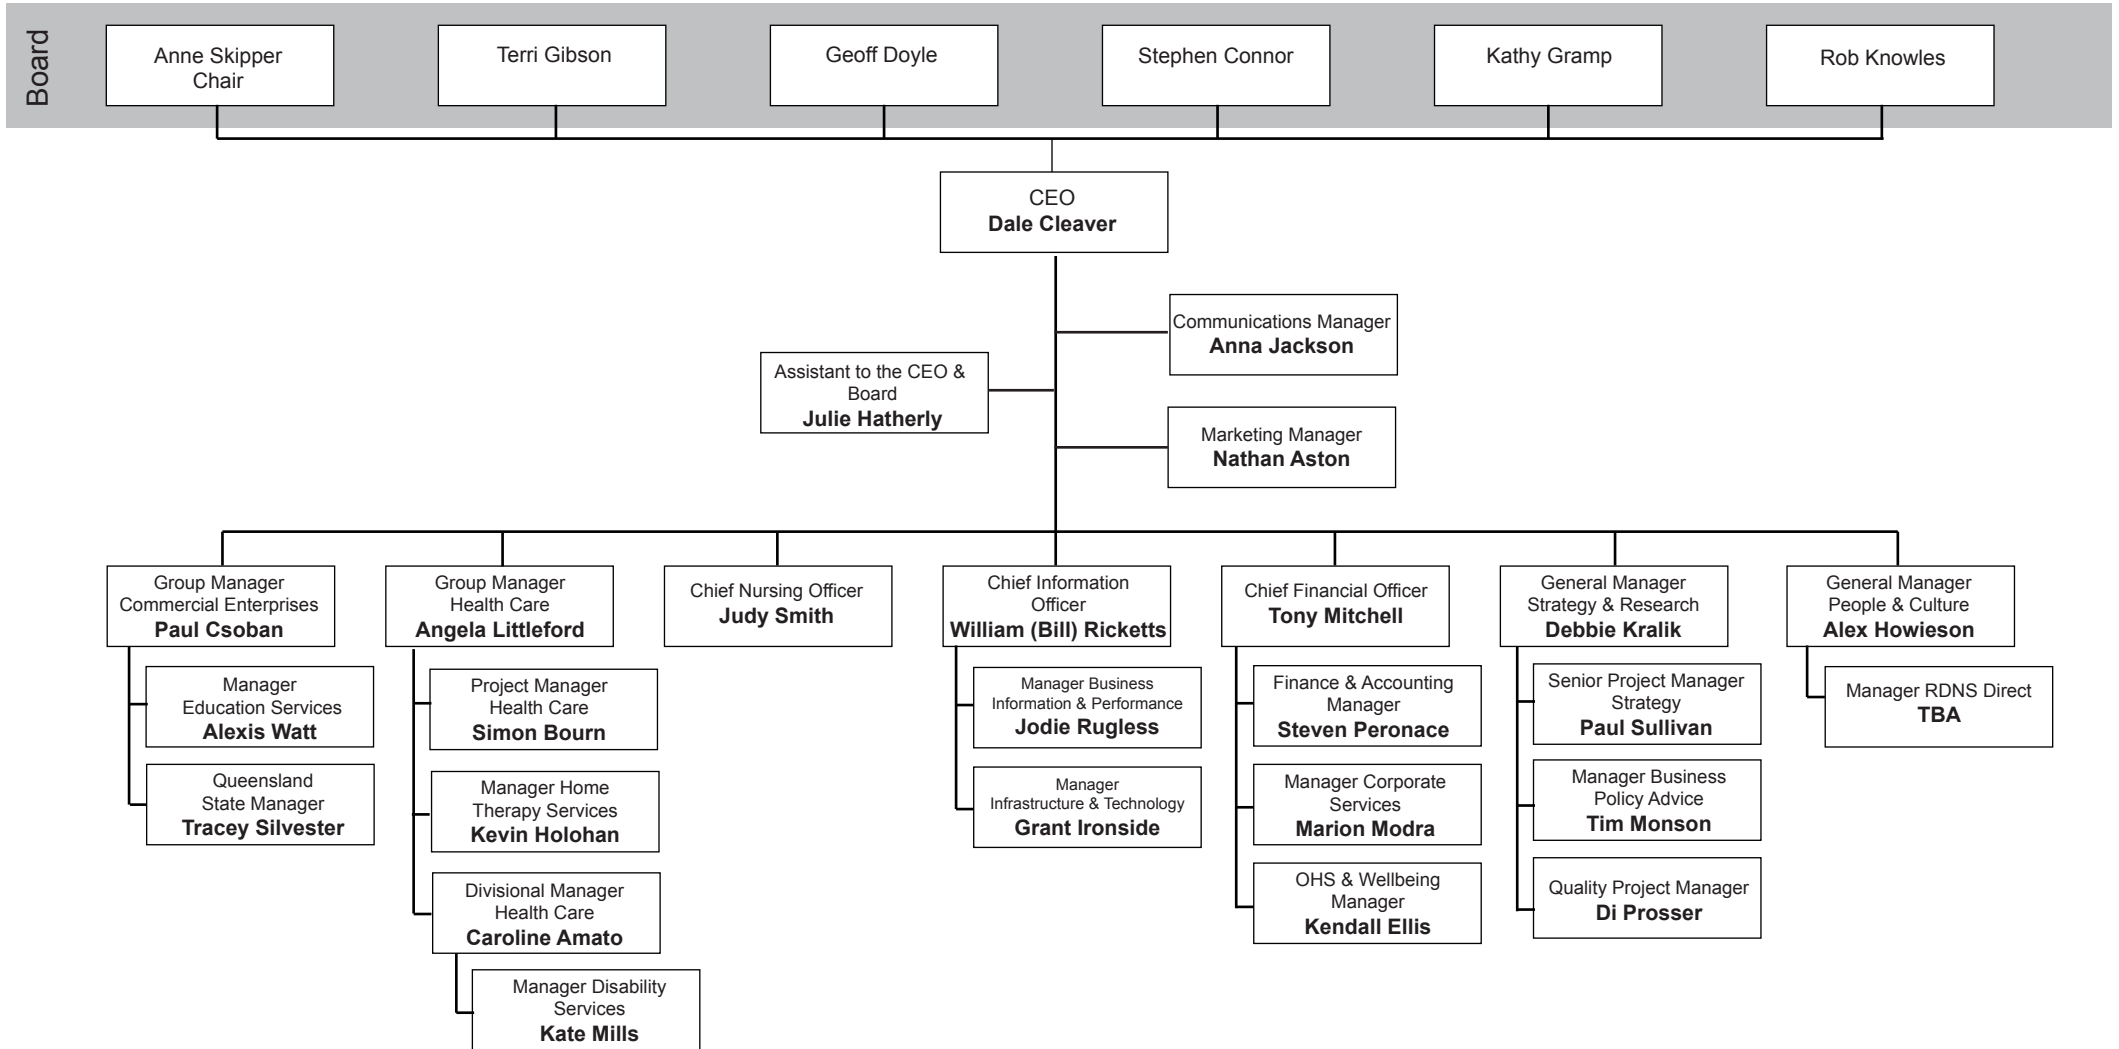 Board
Anne Skipper
Chair
Terri Gibson
Geoff Doyle
Stephen Connor
Kathy Gramp
Rob Knowles
CEO
Dale Cleaver
Communications Manager
Anna Jackson
Assistant to the CEO &
Board
Julie Hatherly
Marketing Manager
Nathan Aston
Group Manager
Commercial Enterprises
Paul Csoban
Manager
Education Services
Alexis Watt
Queensland
State Manager
Tracey Silvester
Group Manager
Health Care
Angela Littleford
Project Manager
Health Care
Simon Bourn
Manager Home
Therapy Services
Kevin Holohan
Divisional Manager
Health Care
Caroline Amato
Manager Disability
Services
Kate Mills
Chief Nursing Officer
Judy Smith
Chief Information
Officer
William (Bill) Ricketts
Manager Business
Information & Performance
Jodie Rugless
Manager
Infrastructure & Technology
Grant Ironside
Chief Financial Officer
Tony Mitchell
Finance & Accounting
Manager
Steven Peronace
Manager Corporate
Services
Marion Modra
OHS & Wellbeing
Manager
Kendall Ellis
General Manager
Strategy & Research
Debbie Kralik
Senior Project Manager
Strategy
Paul Sullivan
Manager Business
Policy Advice
Tim Monson
Quality Project Manager
Di Prosser
General Manager
People & Culture
Alex Howieson
Manager RDNS Direct
TBA